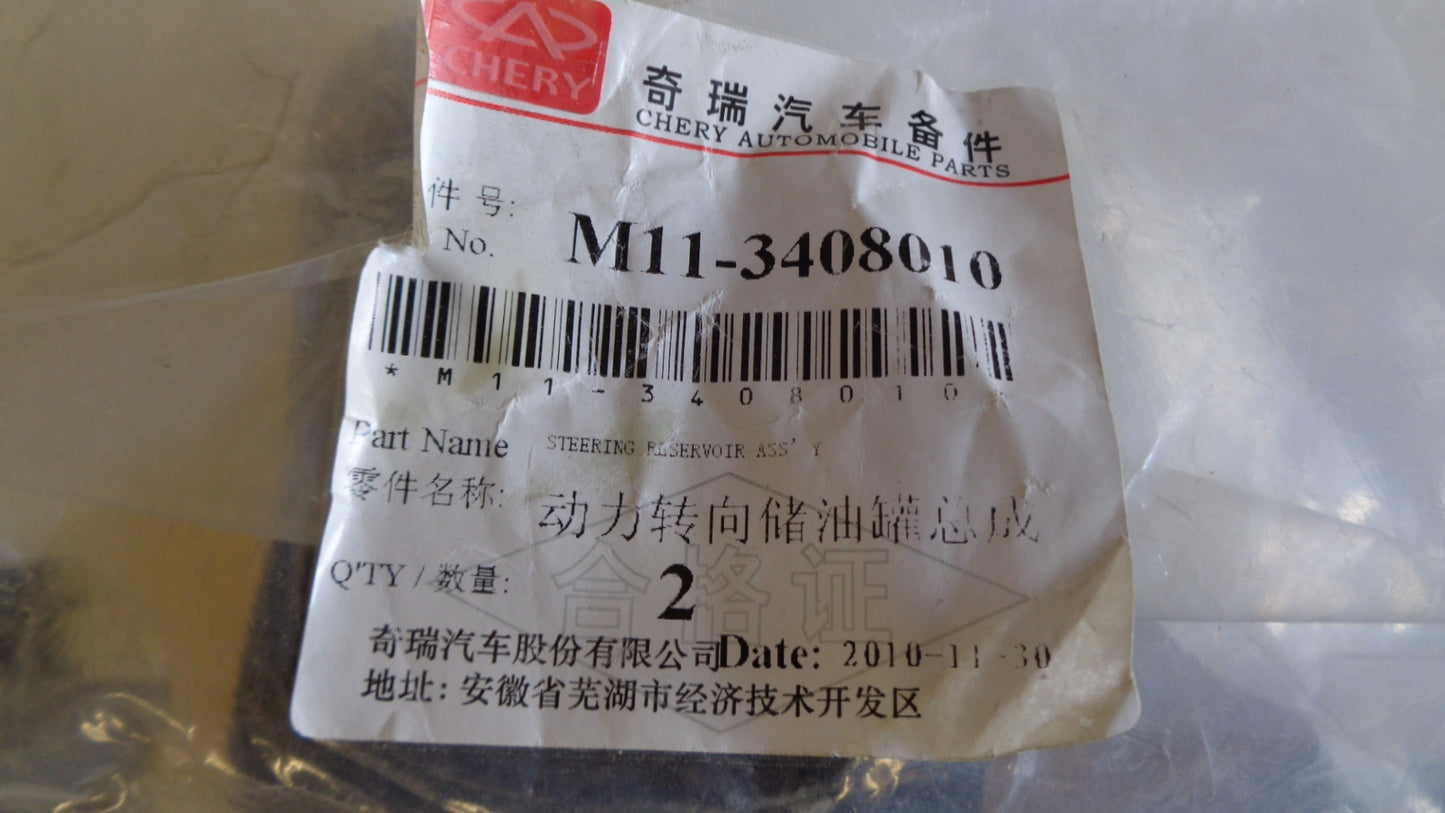 CHERY
奇瑞汽车备件
CHERY AUTOMOBILE PARTS
件号:
No. M11-3408010
*M11-3408010
Part Name STEERING RESERVOIR ASS'Y
零件名称: 动力转向储油罐总成
Q'TY / 数量: 2
合格证
奇瑞汽车股份有限公司Date: 2010-11-30
地址: 安徽省芜湖市经济技术开发区